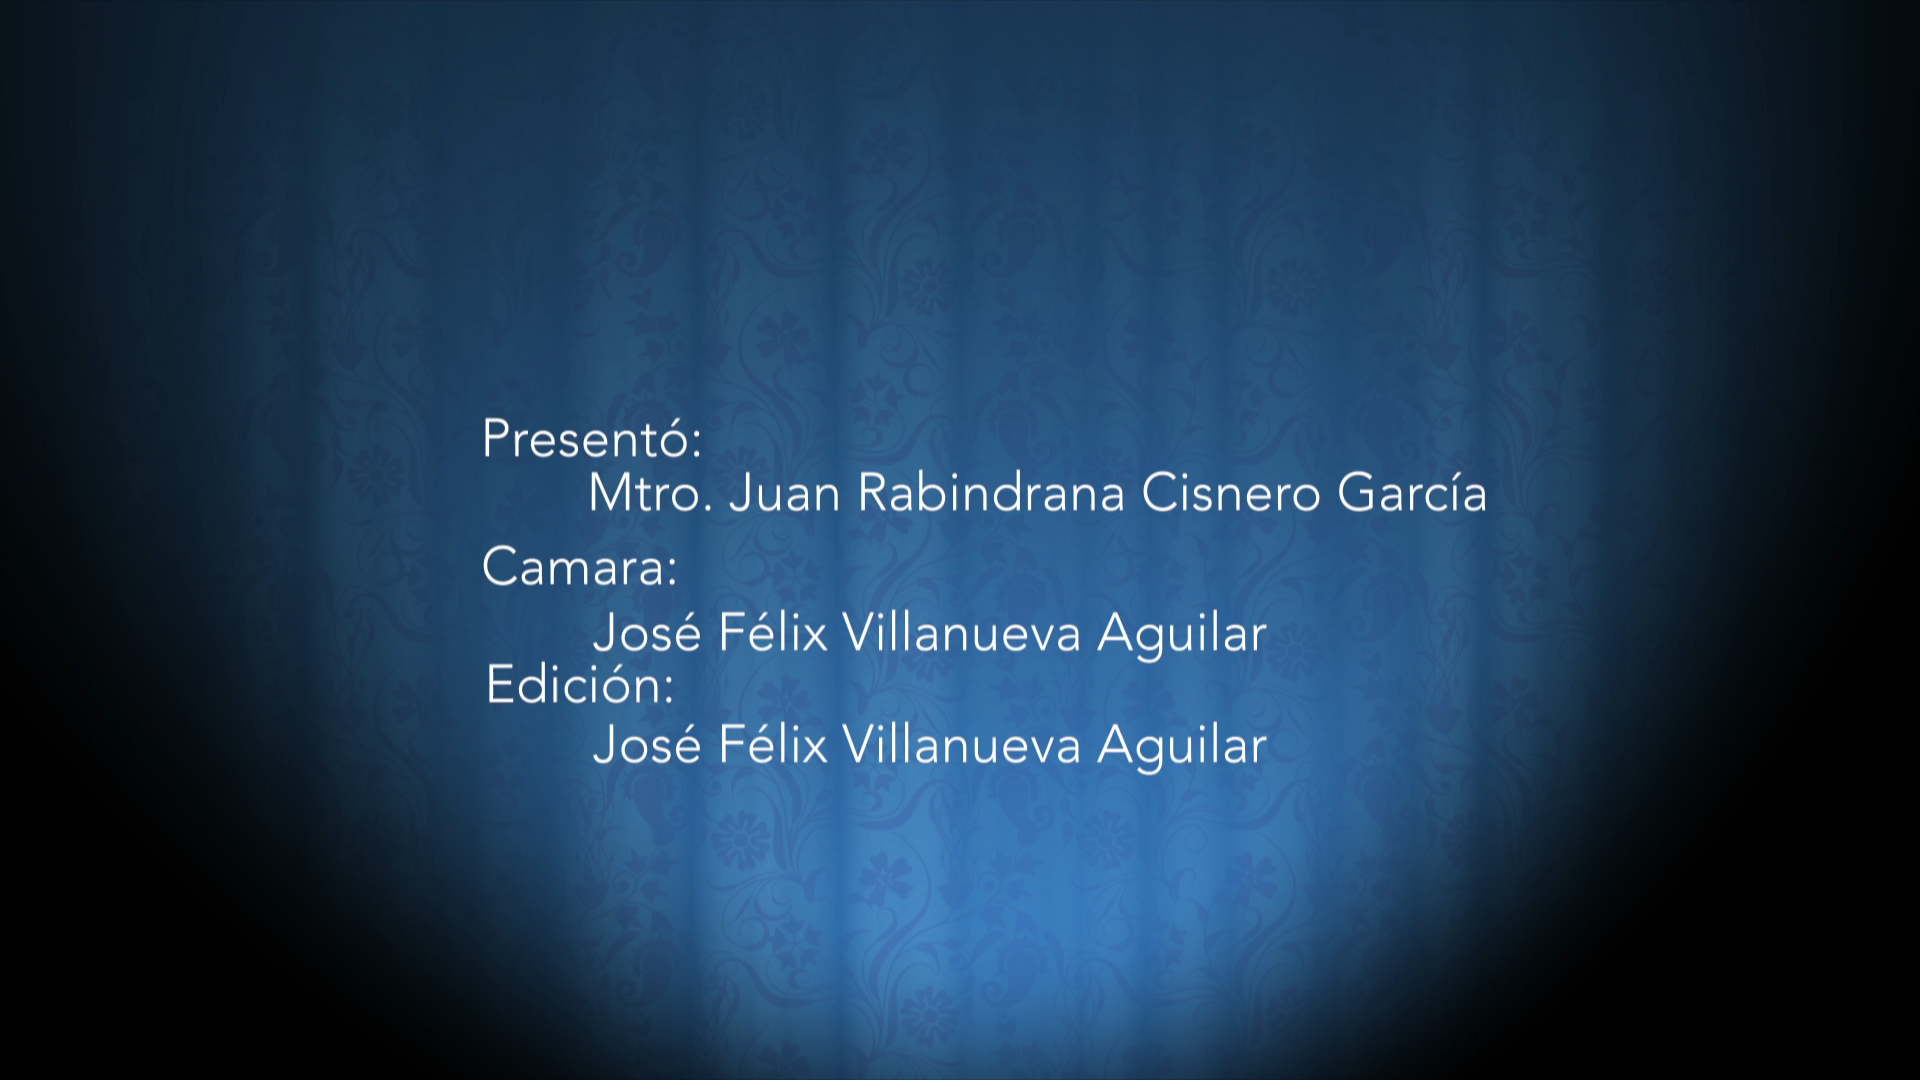 Presentó:
Mtro. Juan Rabindrana Cisnero García
Camara:
José Félix Villanueva Aguilar
Edición:
José Félix Villanueva Aguilar